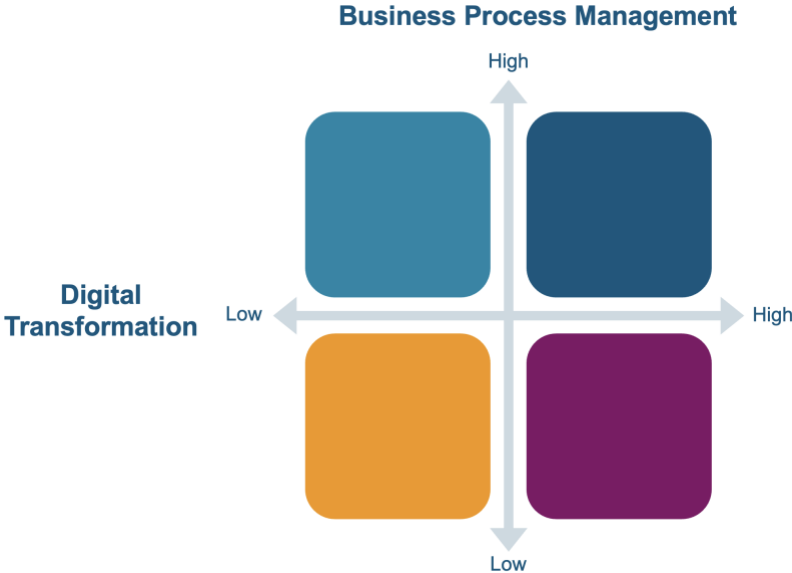 Business Process Management
High
Digital
Transformation
Low
High
Low